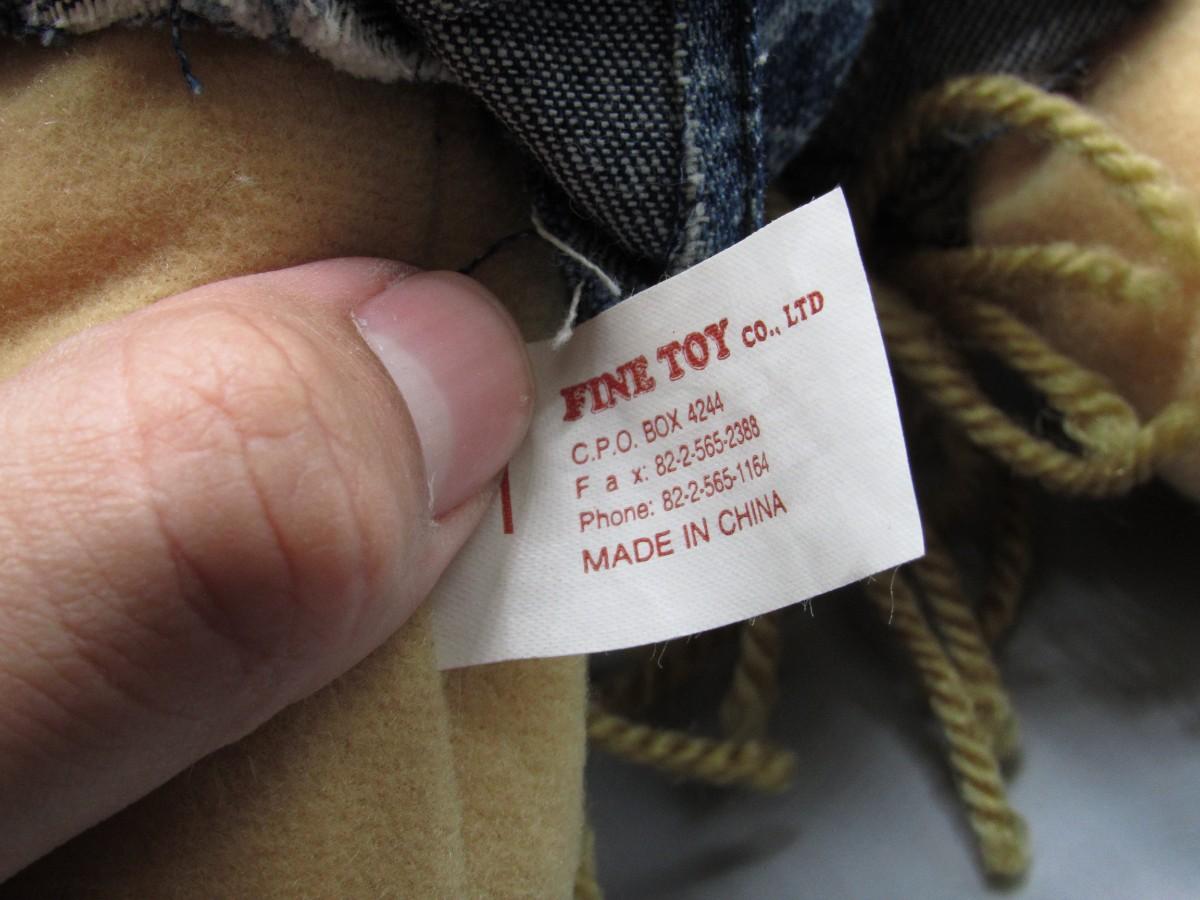 FINE TOY CO., LTD
C.P.O. BOX 4244
F a x: 82-2-565-2388
Phone: 82-2-565-1164
MADE IN CHINA